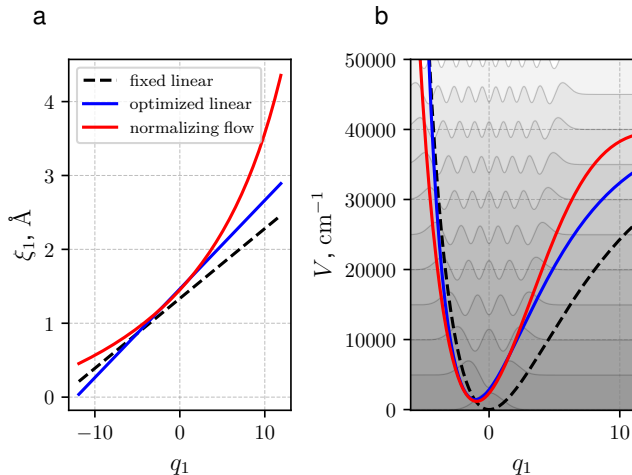 a
b
fixed linear
optimized linear
normalizing flow
4
3
2
1
0
−10
0
10
q₁
ξ₁, Å
50000
40000
30000
20000
10000
0
0
10
q₁
V, cm⁻¹